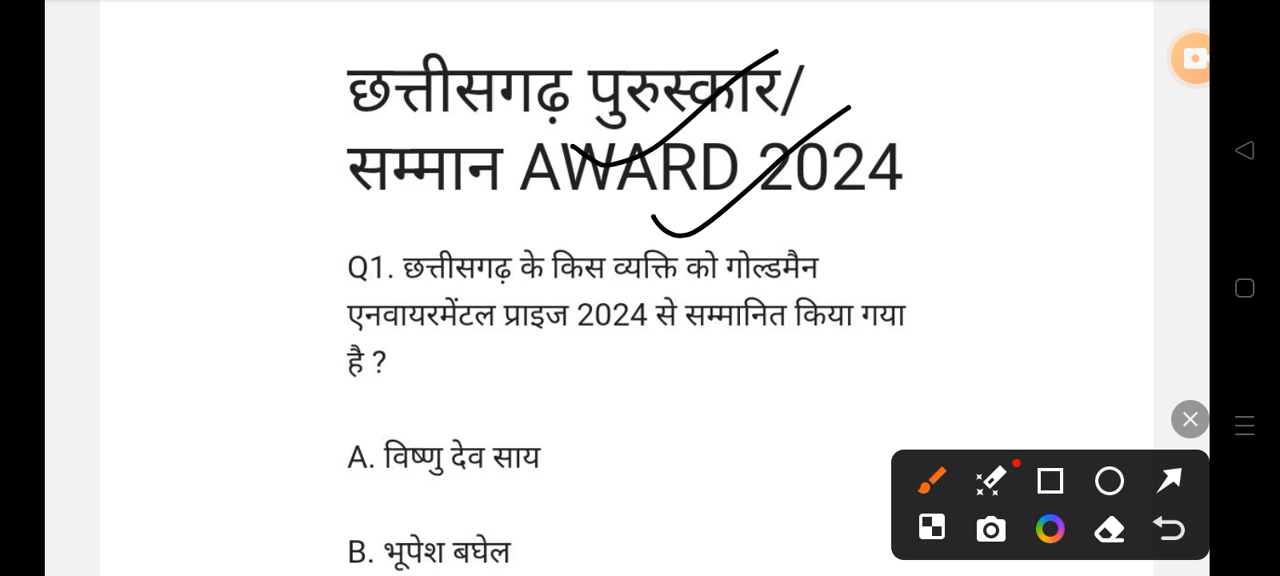 छत्तीसगढ़ पुरुस्कार/
सम्मान AWARD 2024
Q1. छत्तीसगढ़ के किस व्यक्ति को गोल्डमैन
एनवायरमेंटल प्राइज 2024 से सम्मानित किया गया
है ?
A. विष्णु देव साय
B. भूपेश बघेल